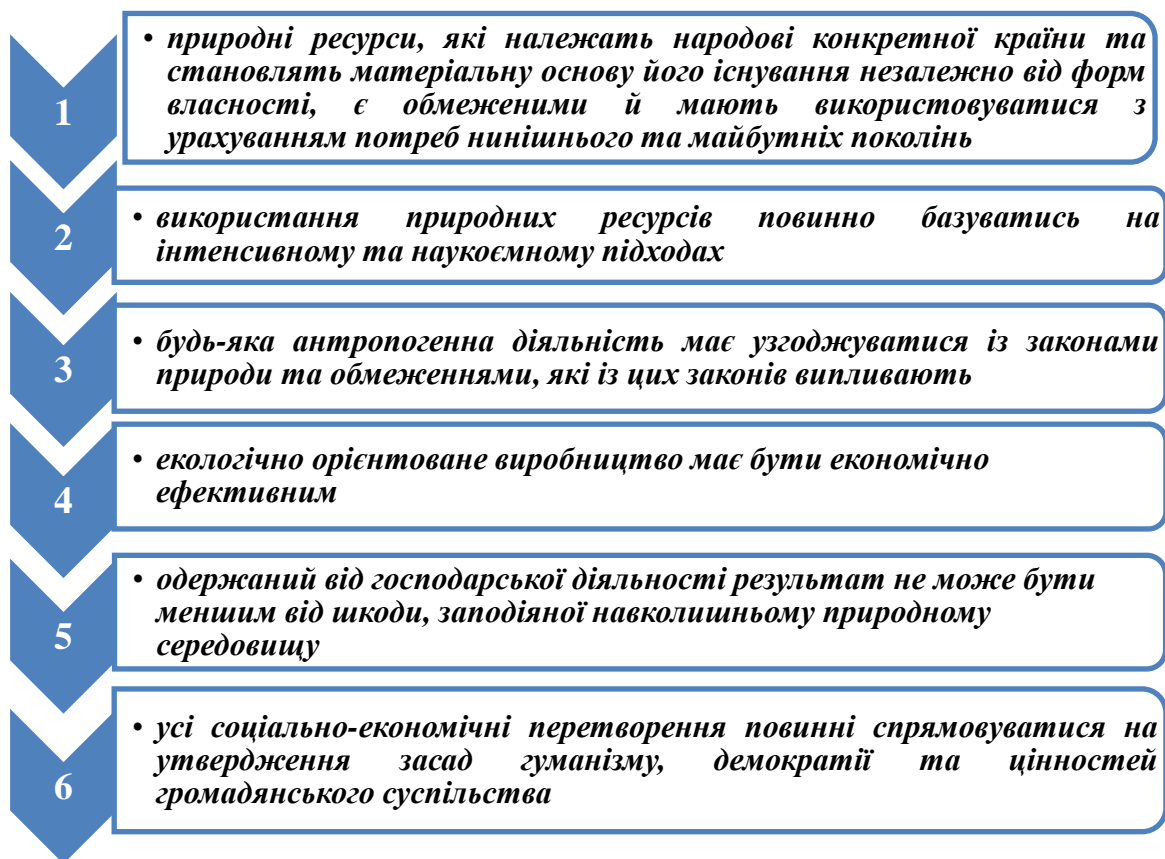 1
• природні ресурси, які належать народові конкретної країни та
становлять матеріальну основу його існування незалежно від форм
власності, є обмеженими й мають використовуватися з
урахуванням потреб нинішнього та майбутніх поколінь
2
• використання природних ресурсів повинно базуватись на
інтенсивному та наукоємному підходах
3
• будь-яка антропогенна діяльність має узгоджуватися із законами
природи та обмеженнями, які із цих законів випливають
4
• екологічно орієнтоване виробництво має бути економічно
ефективним
5
• одержаний від господарської діяльності результат не може бути
меншим від шкоди, заподіяної навколишньому природному
середовищу
6
• усі соціально-економічні перетворення повинні спрямовуватися на
утвердження засад гуманізму, демократії та цінностей
громадянського суспільства